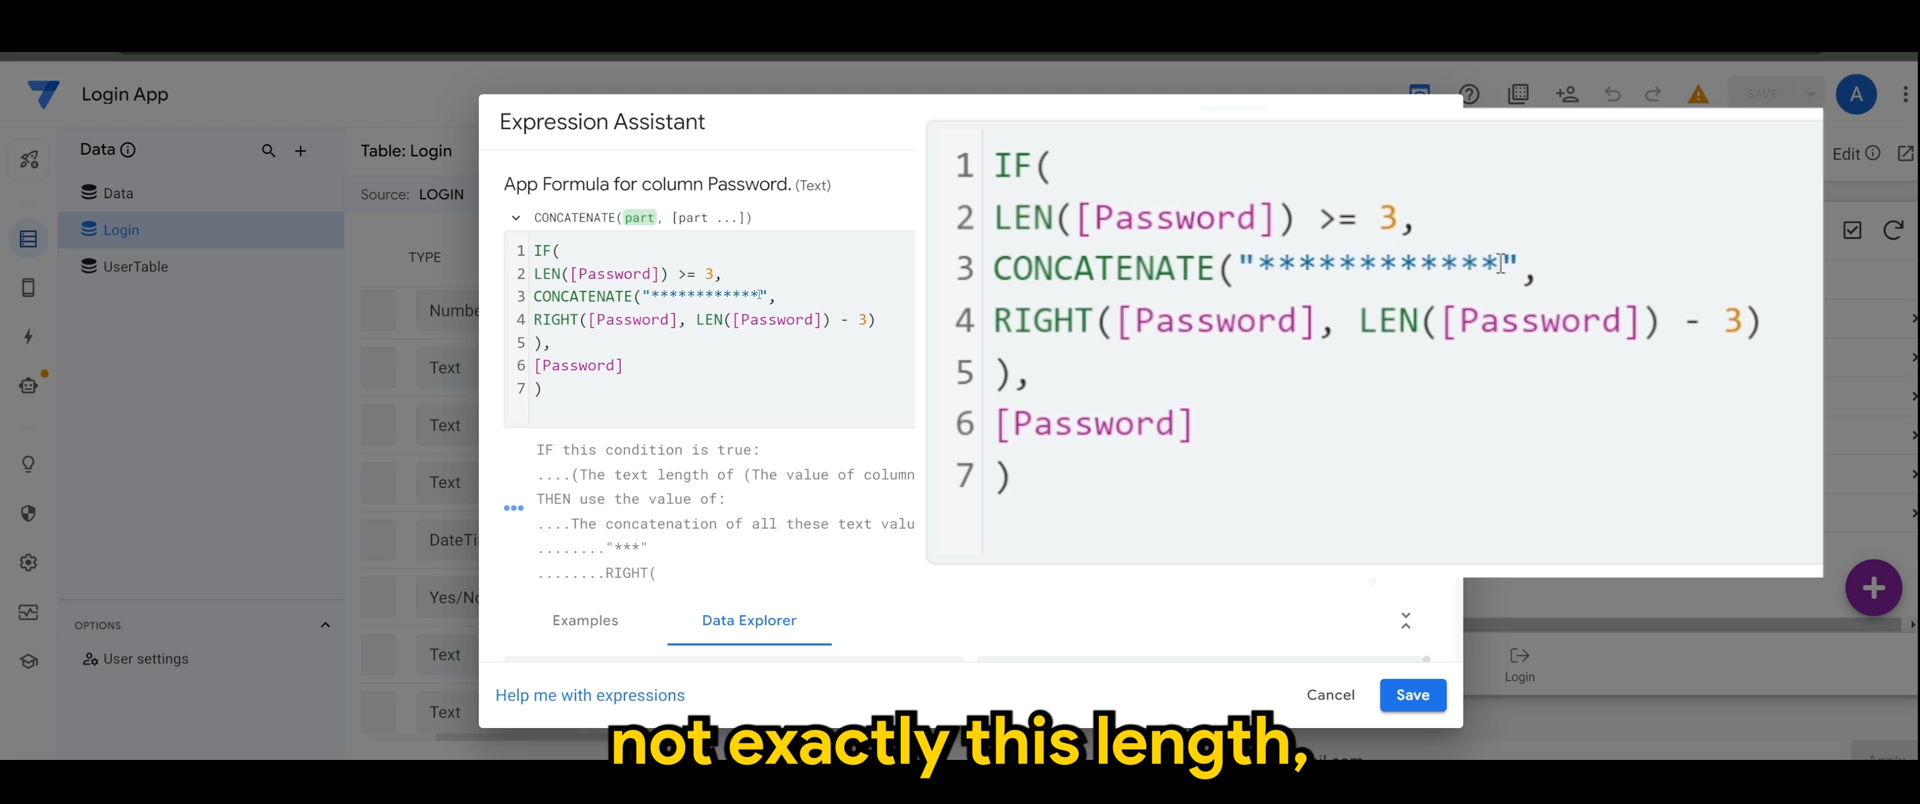 Login App
SAVE
A
Data
Data
Login
UserTable
OPTIONS
User settings
Table: Login
Source: LOGIN
TYPE
Text
Text
Text
Text
Text
Edit
Expression Assistant
App Formula for column Password. (Text)
CONCATENATE(part, [part ...])
1 IF(
2 LEN([Password]) >= 3,
3 CONCATENATE("************",
4 RIGHT([Password], LEN([Password]) - 3)
5 ),
6 [Password]
7 )
IF this condition is true:
....(The text length of (The value of column
THEN use the value of:
....The concatenation of all these text valu
........"***"
........RIGHT(
Examples
Data Explorer
Help me with expressions
Cancel
Save
1 IF(
2 LEN([Password]) >= 3,
3 CONCATENATE("************",
4 RIGHT([Password], LEN([Password]) - 3)
5 ),
6 [Password]
7 )
Login
not exactly this length,